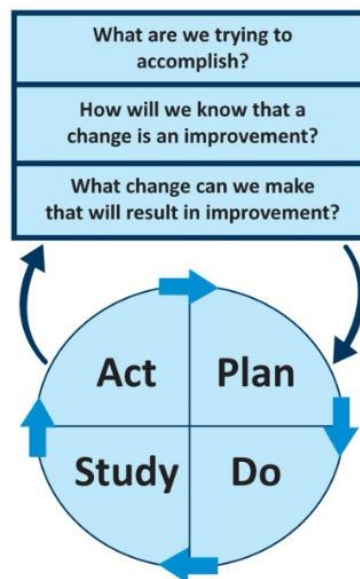 What are we trying to
accomplish?
How will we know that a
change is an improvement?
What change can we make
that will result in improvement?
Act
Plan
Study
Do